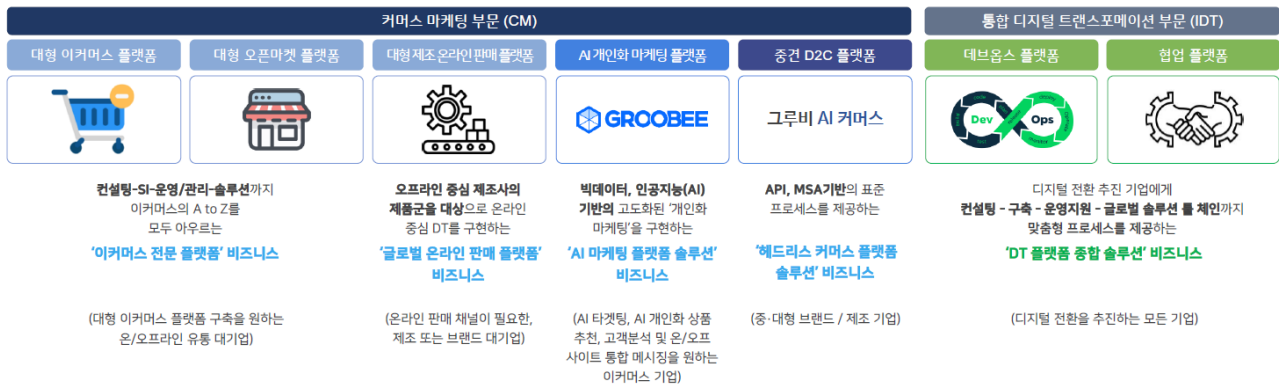 커머스 마케팅 부문 (CM)
통합 디지털 트랜스포메이션 부문 (IDT)
대형 이커머스 플랫폼
대형 오픈마켓 플랫폼
대형 제조 온라인 판매 플랫폼
AI 개인화 마케팅 플랫폼
중견 D2C 플랫폼
데브옵스 플랫폼
협업 플랫폼
GROOBEE
그루비 AI 커머스
Dev
Ops
컨설팅-SI-운영/관리-솔루션까지
이커머스의 A to Z를
모두 아우르는
‘이커머스 전문 플랫폼’ 비즈니스
(대형 이커머스 플랫폼 구축을 원하는
온/오프라인 유통 대기업)
오프라인 중심 제조사의
제품군을 대상으로 온라인
중심 DT를 구현하는
‘글로벌 온라인 판매 플랫폼’
비즈니스
(온라인 판매 채널이 필요한,
제조 또는 브랜드 대기업)
빅데이터, 인공지능(AI)
기반의 고도화된 ‘개인화
마케팅’을 구현하는
‘AI 마케팅 플랫폼 솔루션’
비즈니스
(AI 타겟팅, AI 개인화 상품
추천, 고객분석 및 온/오프
사이트 통합 메시징을 원하는
이커머스 기업)
API, MSA기반의 표준
프로세스를 제공하는
‘헤드리스 커머스 플랫폼
솔루션’ 비즈니스
(중·대형 브랜드 / 제조 기업)
디지털 전환 추진 기업에게
컨설팅 – 구축 – 운영지원 – 글로벌 솔루션 툴 체인까지
맞춤형 프로세스를 제공하는
‘DT 플랫폼 종합 솔루션’ 비즈니스
(디지털 전환을 추진하는 모든 기업)